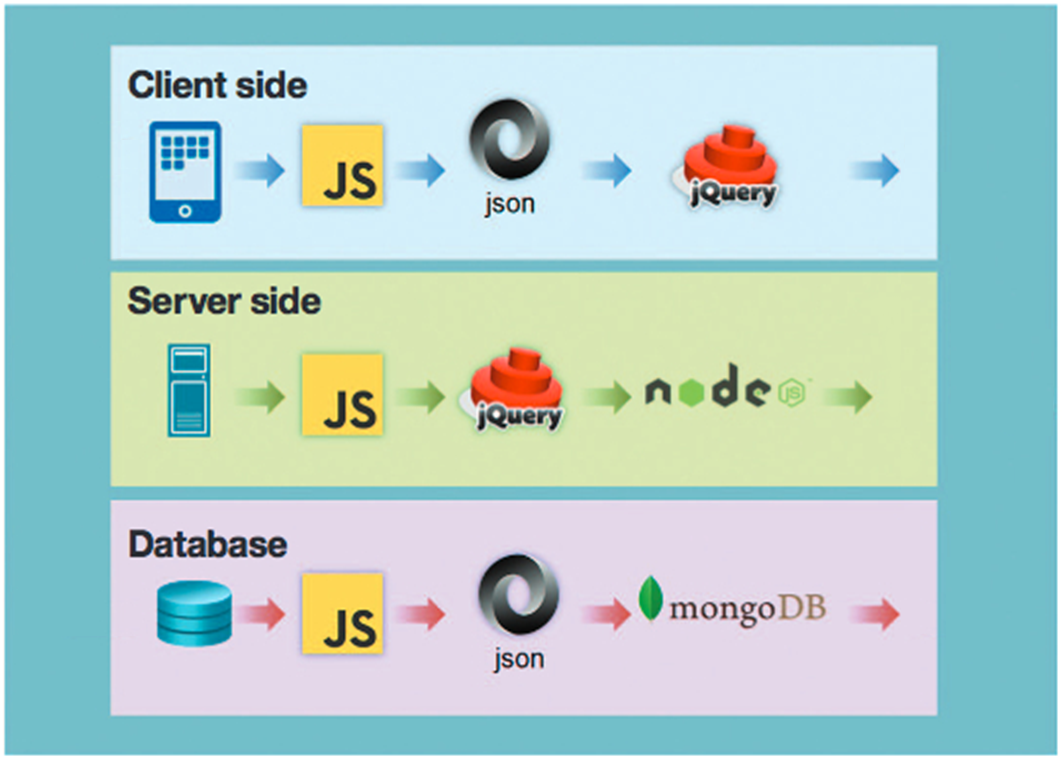 Client side
JS
json
jQuery
Server side
JS
jQuery
node JS
Database
JS
json
mongoDB